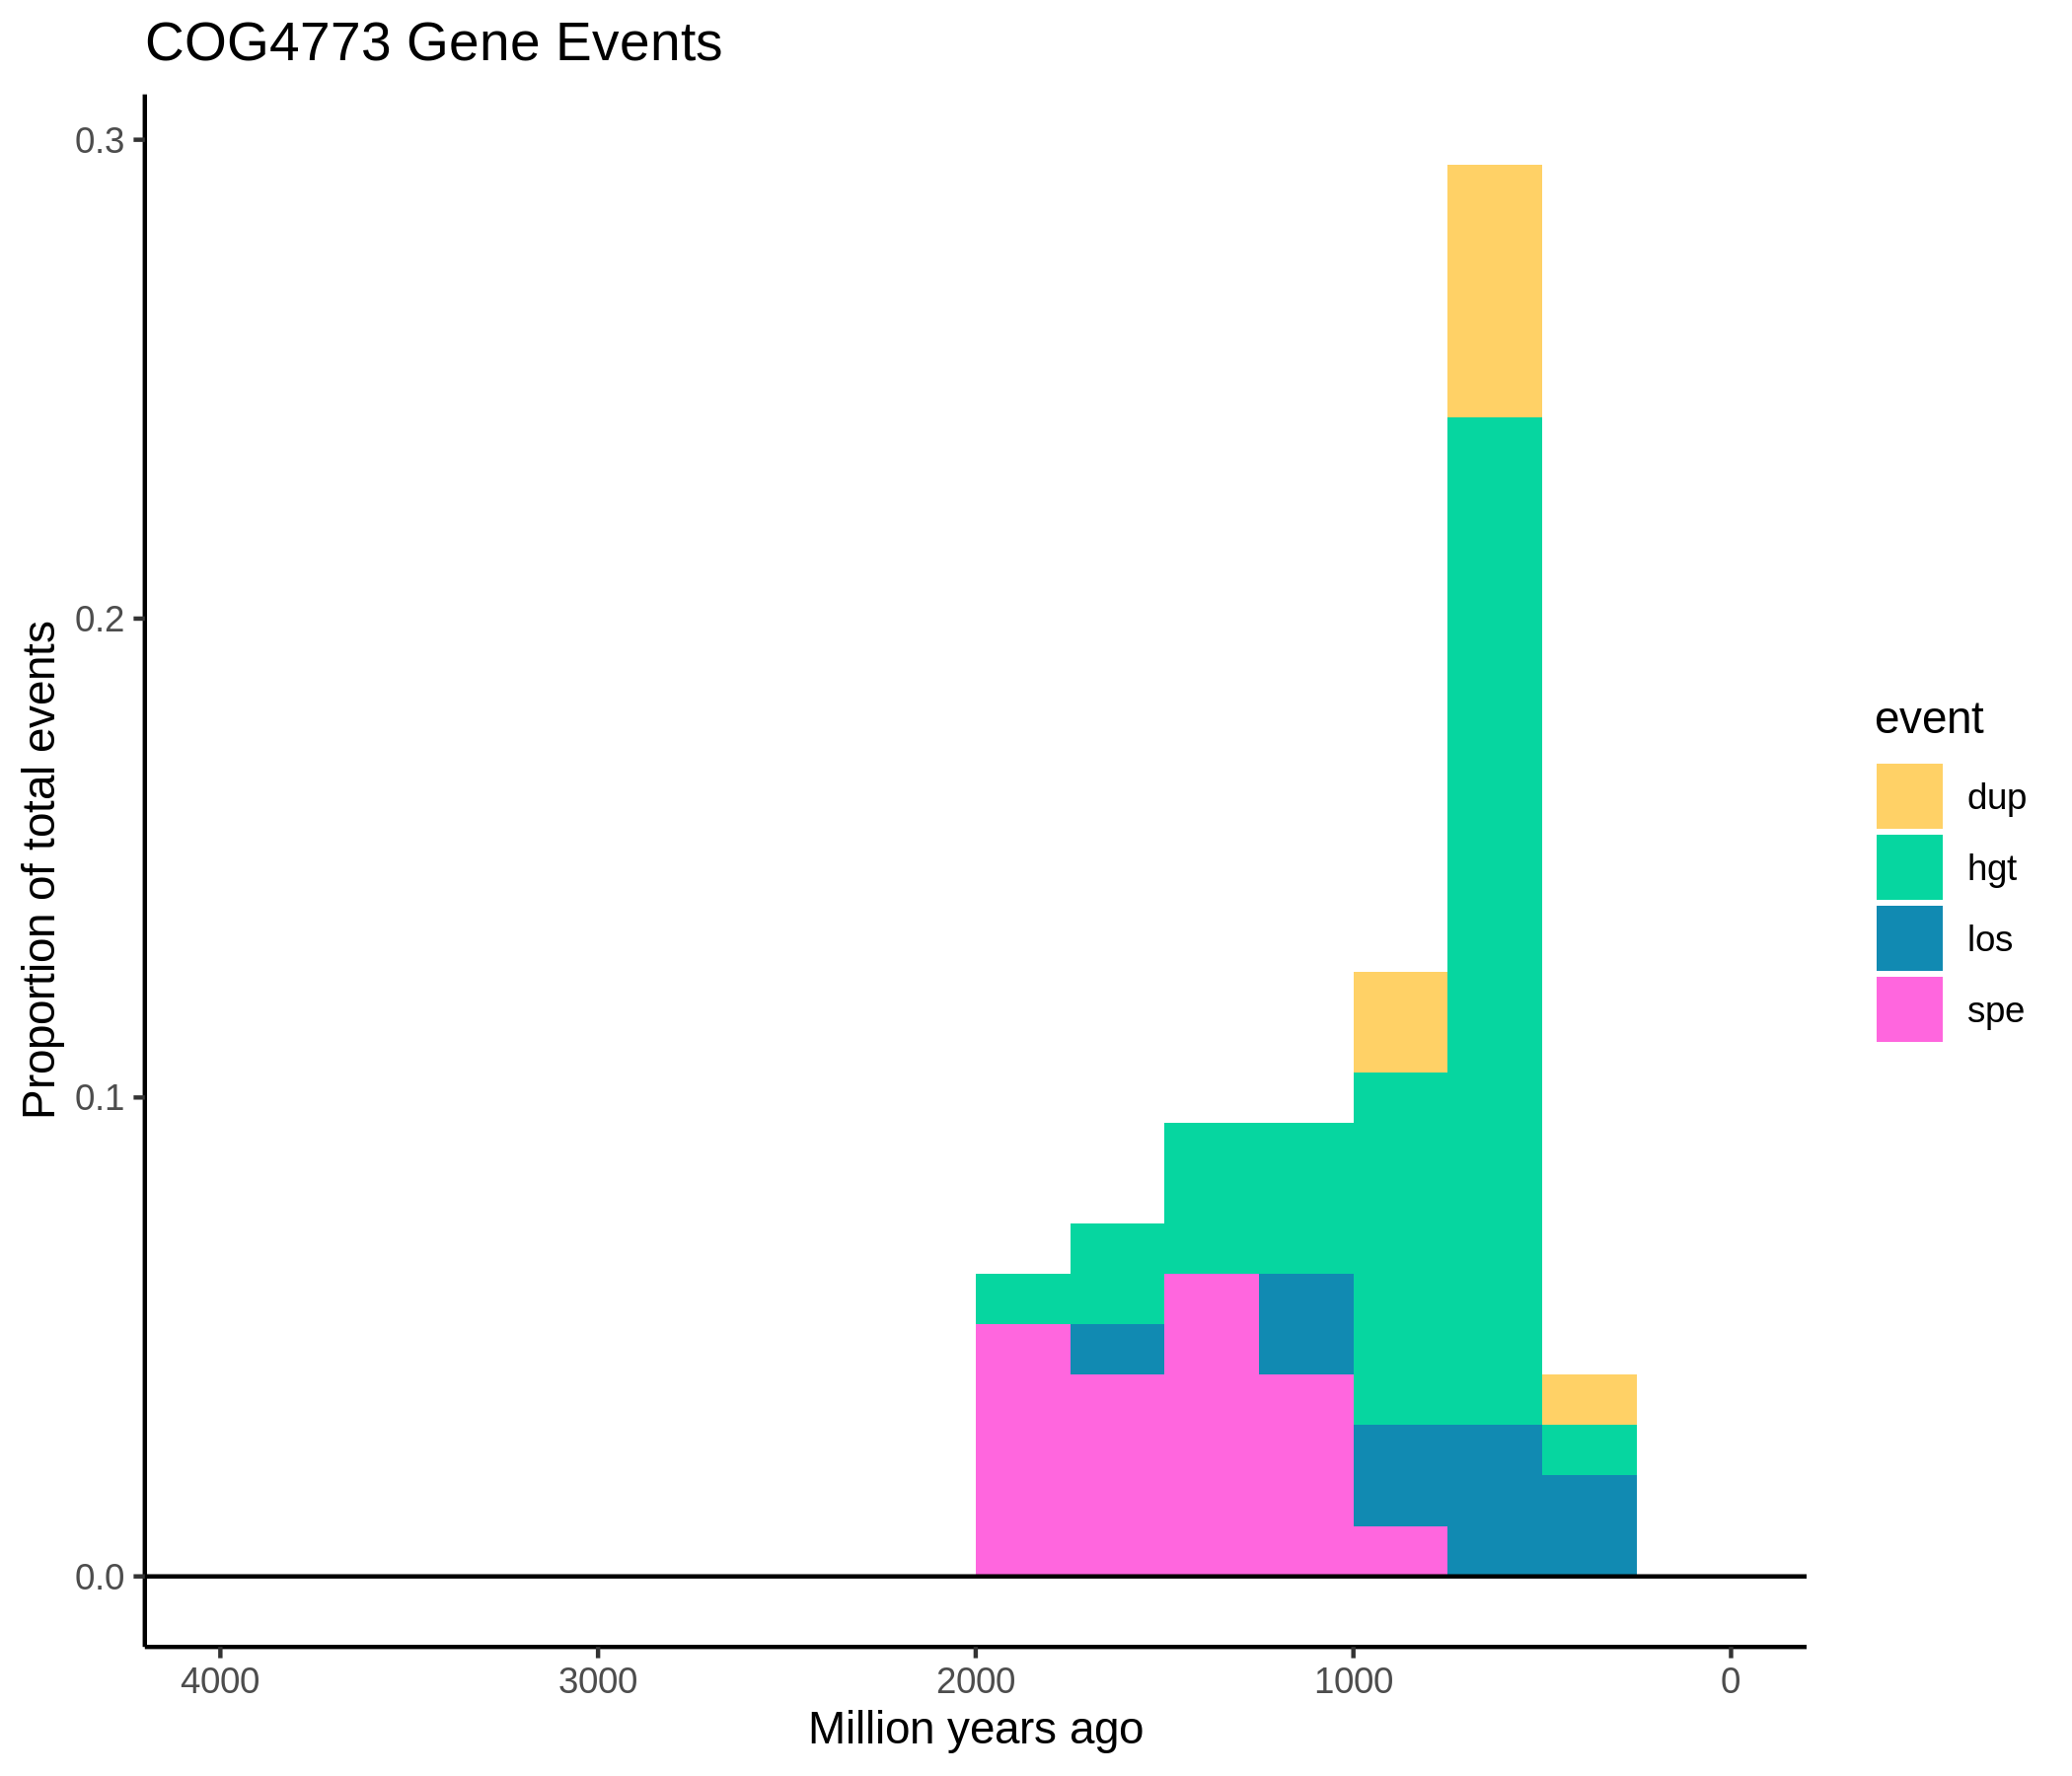 COG4773 Gene Events
Proportion of total events
0.3
0.2
0.1
0.0
4000 3000 2000 1000 0
Million years ago
event
dup
hgt
los
spe